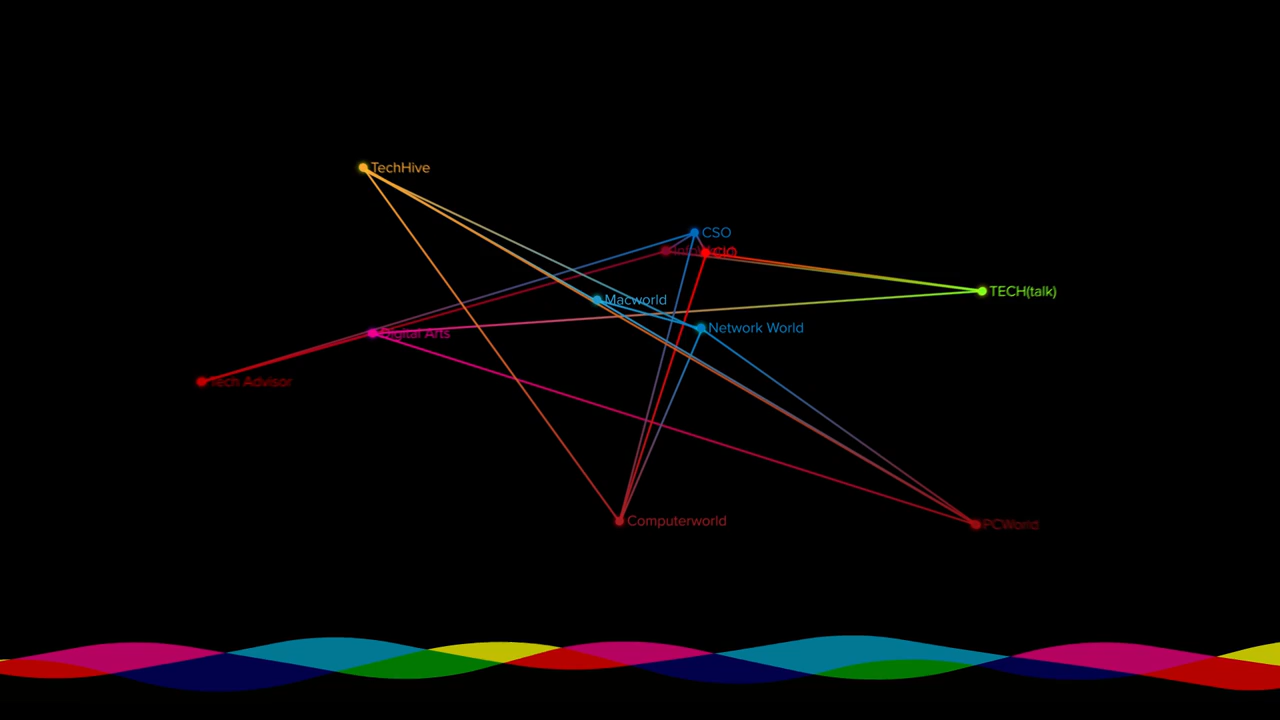 TechHive
CSO
CIO
TECH(talk)
Macworld
Network World
Digital Arts
Tech Advisor
Computerworld
PCWorld